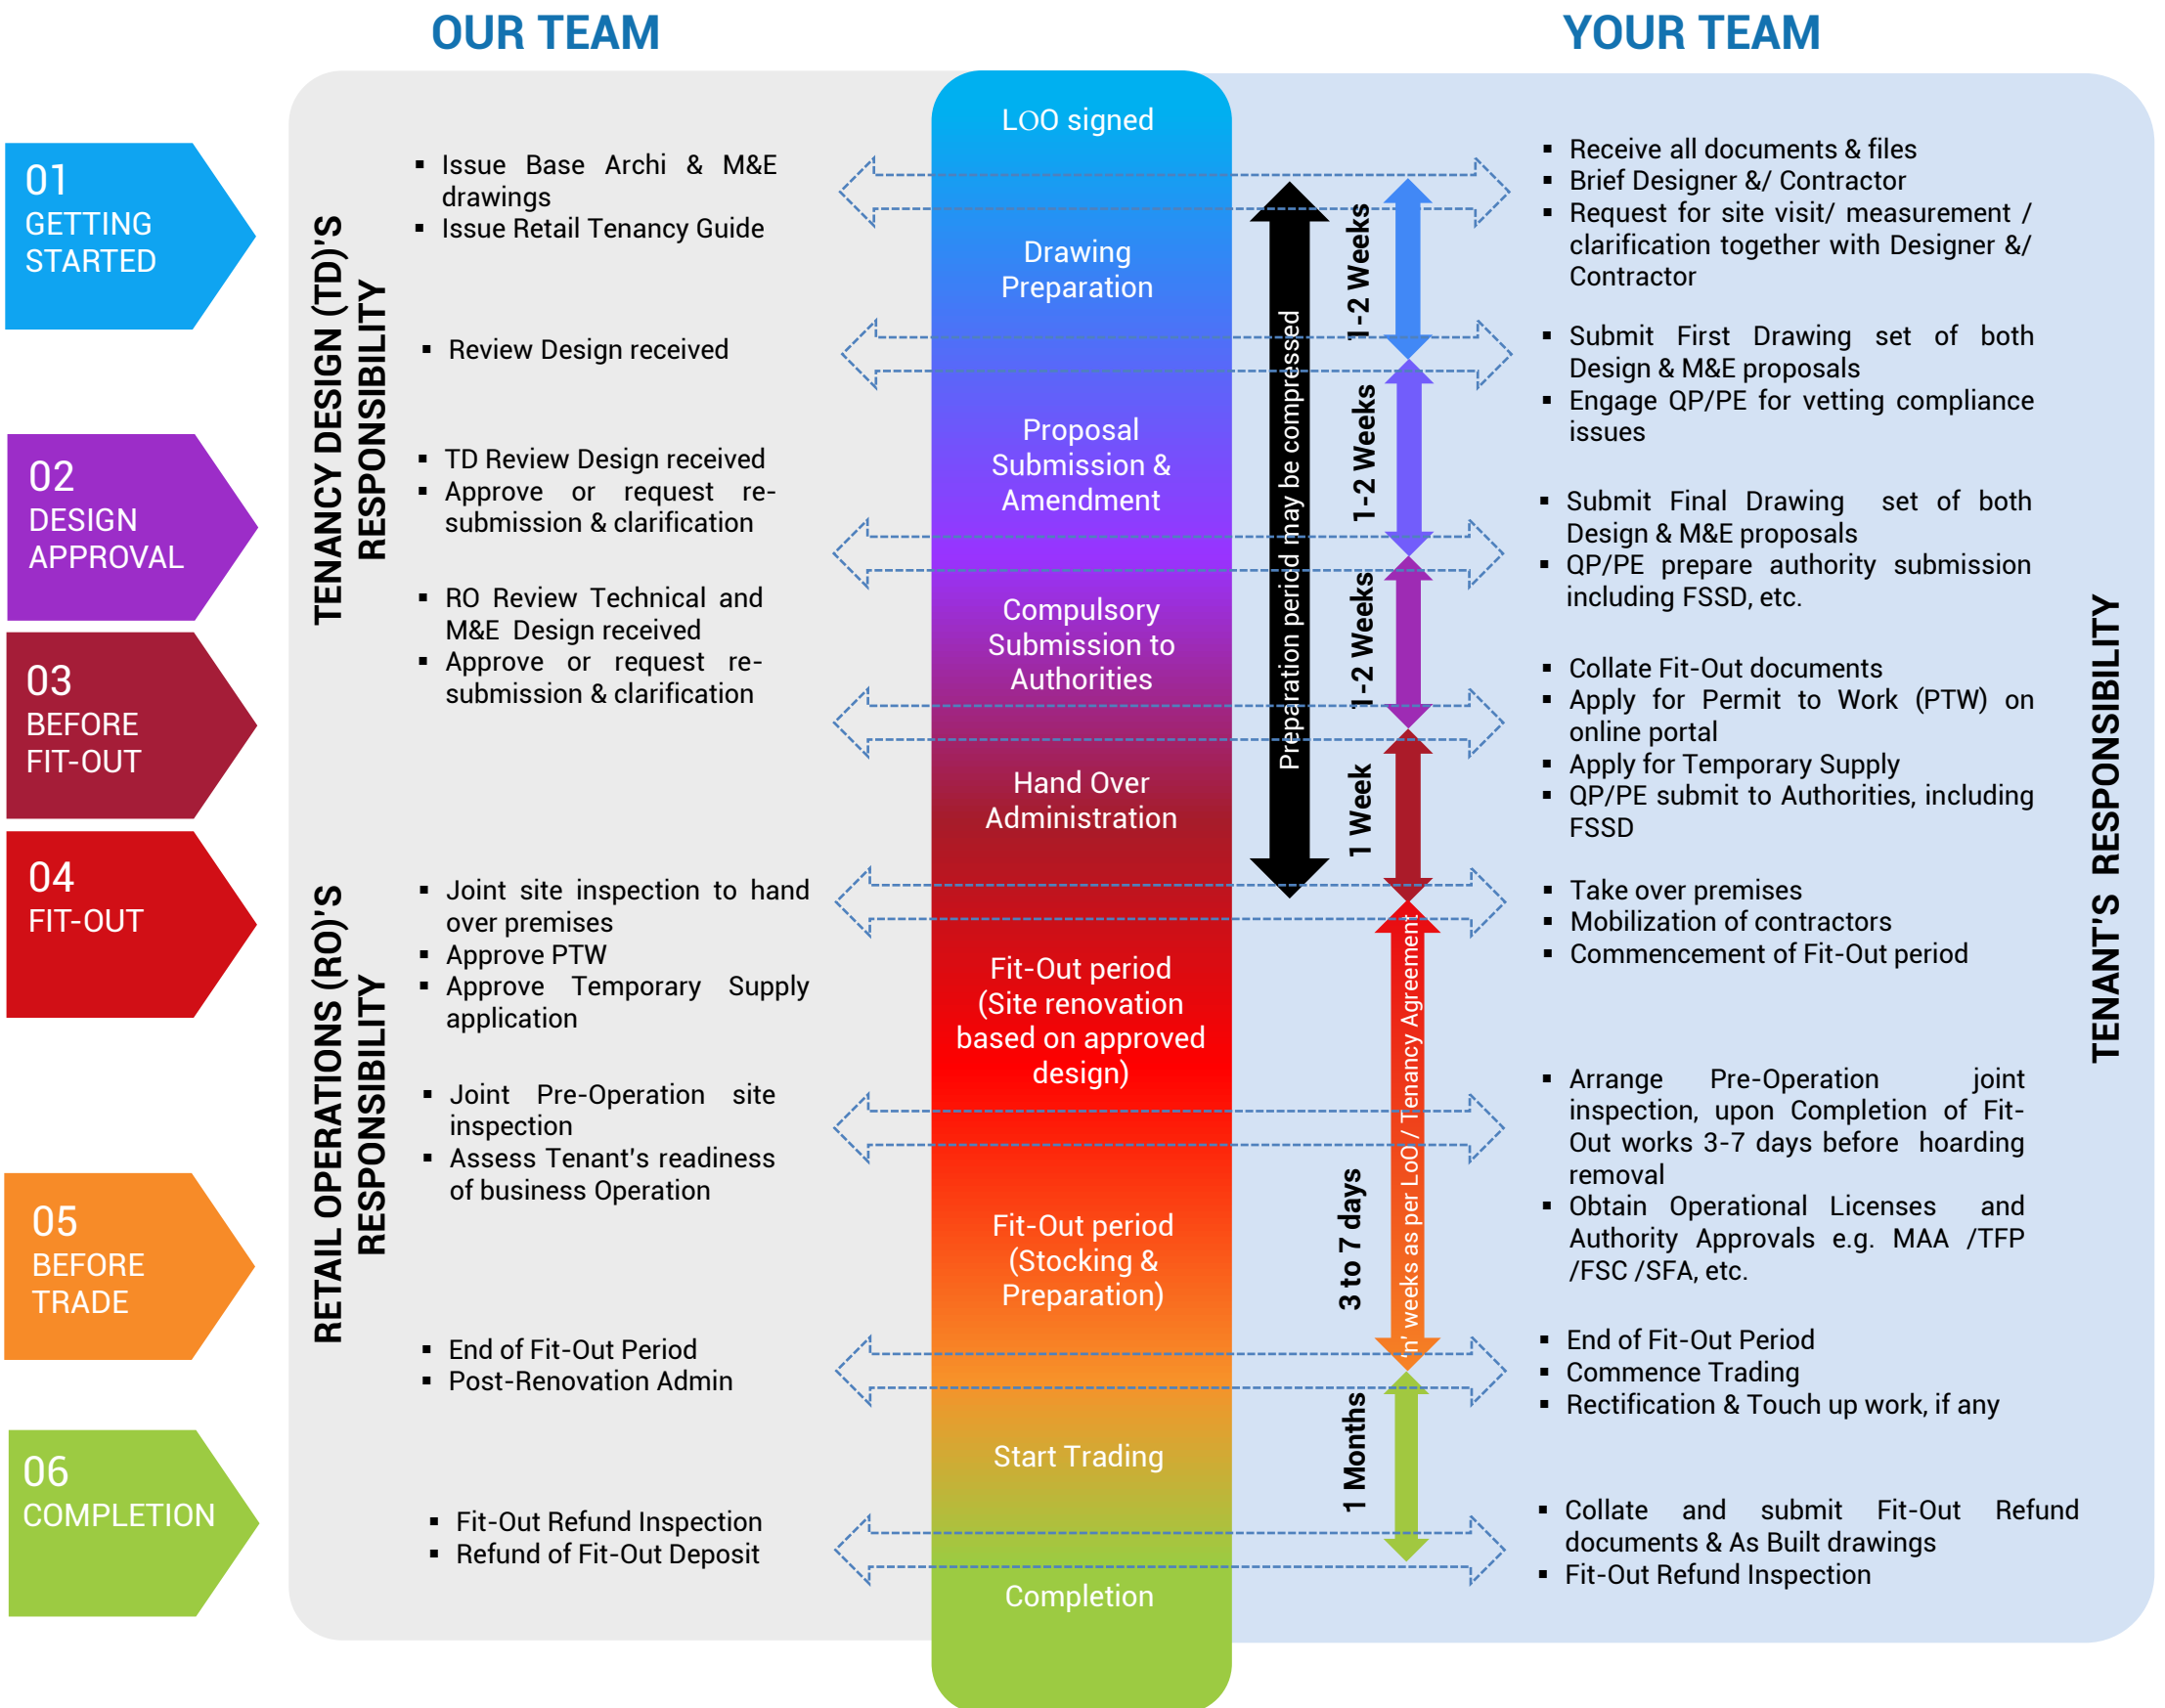 OUR TEAM
YOUR TEAM
01
GETTING
STARTED
02
DESIGN
APPROVAL
03
BEFORE
FIT-OUT
04
FIT-OUT
05
BEFORE
TRADE
06
COMPLETION
TENANCY DESIGN (TD)'S
RESPONSIBILITY
RETAIL OPERATIONS (RO)'S
RESPONSIBILITY
▪ Issue Base Archi & M&E
drawings
▪ Issue Retail Tenancy Guide
▪ Review Design received
▪ TD Review Design received
▪ Approve or request re-
submission & clarification
▪ RO Review Technical and
M&E Design received
▪ Approve or request re-
submission & clarification
▪ Joint site inspection to hand
over premises
▪ Approve PTW
▪ Approve Temporary Supply
application
▪ Joint Pre-Operation site
inspection
▪ Assess Tenant's readiness
of business Operation
▪ End of Fit-Out Period
▪ Post-Renovation Admin
▪ Fit-Out Refund Inspection
▪ Refund of Fit-Out Deposit
LOO signed
Drawing
Preparation
Proposal
Submission &
Amendment
Compulsory
Submission to
Authorities
Hand Over
Administration
Fit-Out period
(Site renovation
based on approved
design)
Fit-Out period
(Stocking &
Preparation)
Start Trading
Completion
Preparation period may be compressed
1-2 Weeks
1-2 Weeks
1-2 Weeks
1 Week
'n' weeks as per LoO / Tenancy Agreement
3 to 7 days
1 Months
▪ Receive all documents & files
▪ Brief Designer &/ Contractor
▪ Request for site visit/ measurement /
clarification together with Designer &/
Contractor
▪ Submit First Drawing set of both
Design & M&E proposals
▪ Engage QP/PE for vetting compliance
issues
▪ Submit Final Drawing set of both
Design & M&E proposals
▪ QP/PE prepare authority submission
including FSSD, etc.
▪ Collate Fit-Out documents
▪ Apply for Permit to Work (PTW) on
online portal
▪ Apply for Temporary Supply
▪ QP/PE submit to Authorities, including
FSSD
▪ Take over premises
▪ Mobilization of contractors
▪ Commencement of Fit-Out period
▪ Arrange Pre-Operation joint
inspection, upon Completion of Fit-
Out works 3-7 days before hoarding
removal
▪ Obtain Operational Licenses and
Authority Approvals e.g. MAA /TFP
/FSC /SFA, etc.
▪ End of Fit-Out Period
▪ Commence Trading
▪ Rectification & Touch up work, if any
▪ Collate and submit Fit-Out Refund
documents & As Built drawings
▪ Fit-Out Refund Inspection
TENANT'S RESPONSIBILITY